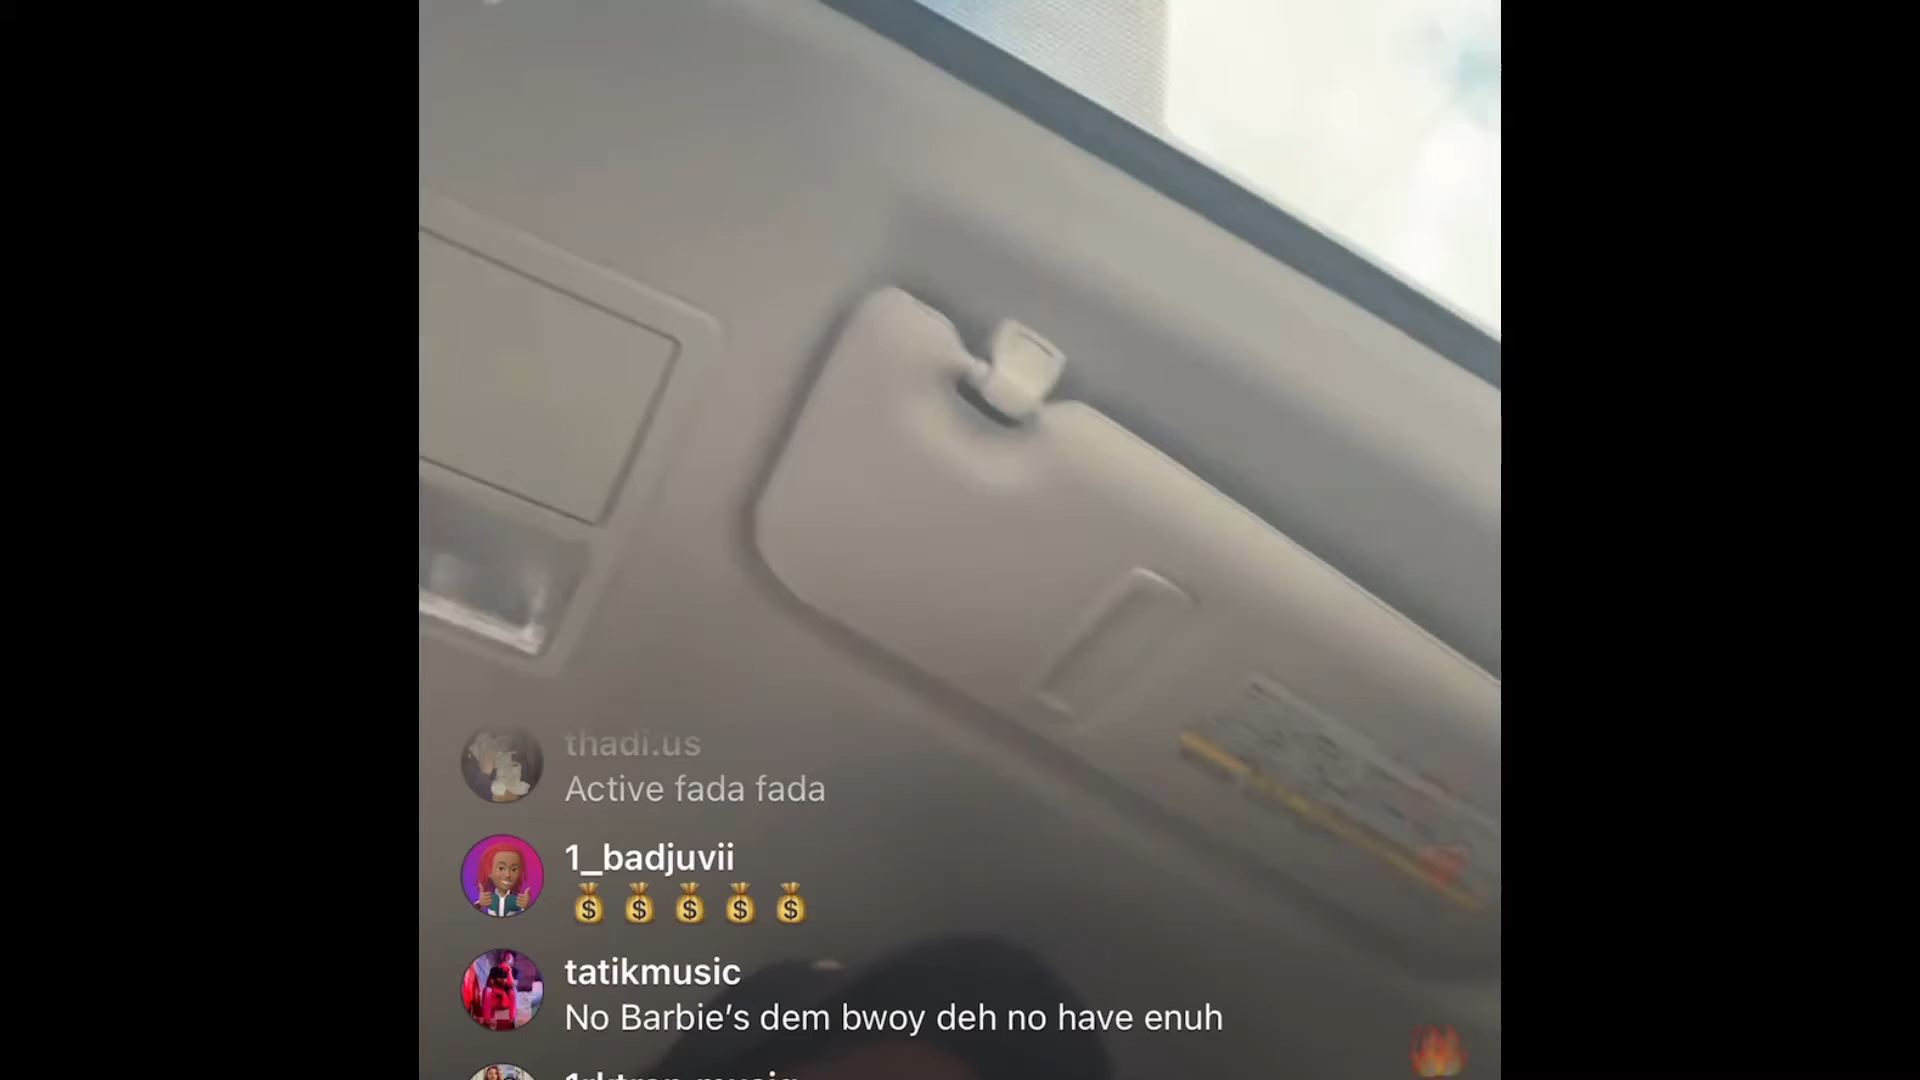 thadi.us
Active fada fada
1_badjuvii
💰 💰 💰 💰 💰
tatikmusic
No Barbie’s dem bwoy deh no have enuh